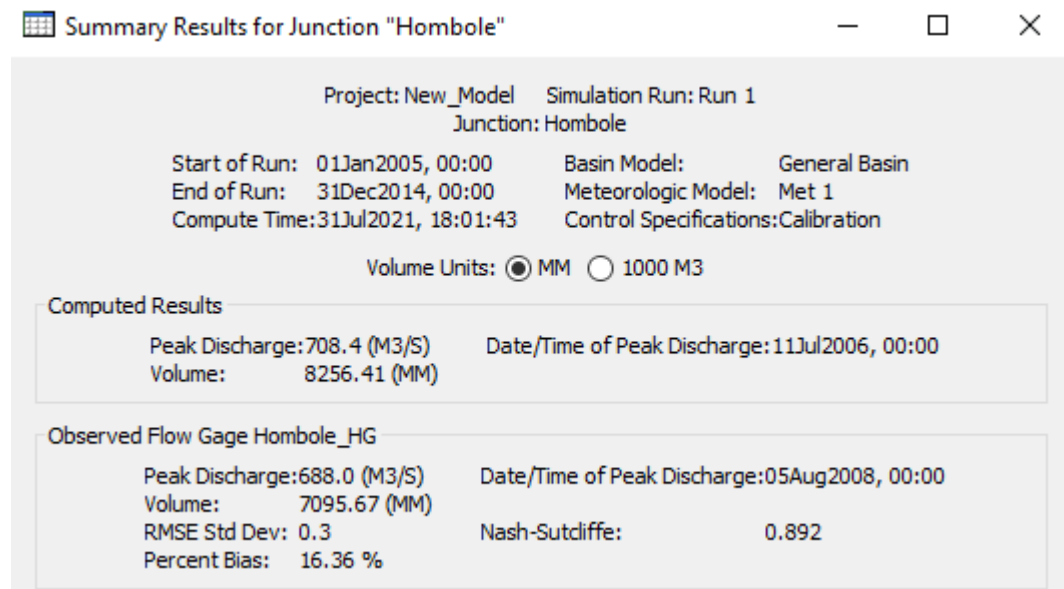 Summary Results for Junction "Hombole"
Project: New_Model Simulation Run: Run 1
Junction: Hombole
Start of Run: 01Jan2005, 00:00 Basin Model: General Basin
End of Run: 31Dec2014, 00:00 Meteorologic Model: Met 1
Compute Time:31Jul2021, 18:01:43 Control Specifications:Calibration
Volume Units: MM 1000 M3
Computed Results
Peak Discharge:708.4 (M3/S) Date/Time of Peak Discharge:11Jul2006, 00:00
Volume: 8256.41 (MM)
Observed Flow Gage Hombole_HG
Peak Discharge:688.0 (M3/S) Date/Time of Peak Discharge:05Aug2008, 00:00
Volume: 7095.67 (MM)
RMSE Std Dev: 0.3 Nash-Sutcliffe: 0.892
Percent Bias: 16.36 %